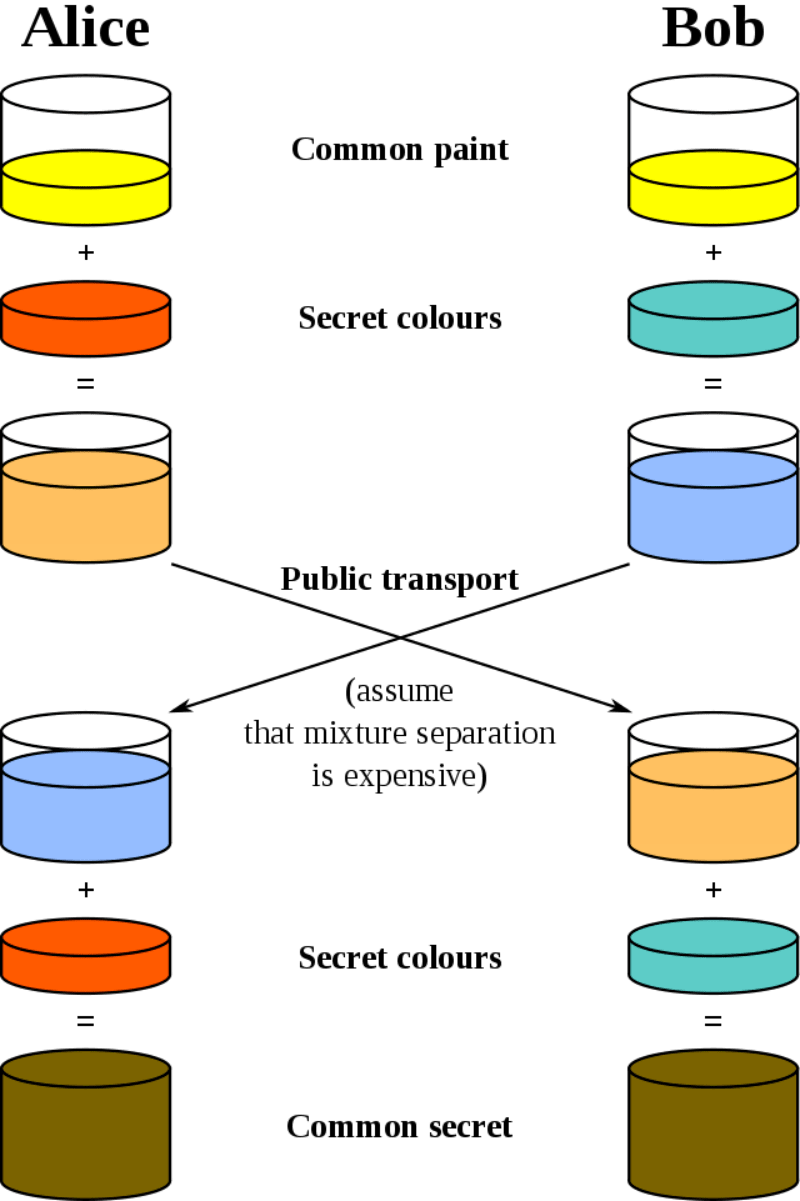 Alice Bob
Common paint
+ +
Secret colours
= =
Public transport
(assume
that mixture separation
is expensive)
+ +
Secret colours
= =
Common secret